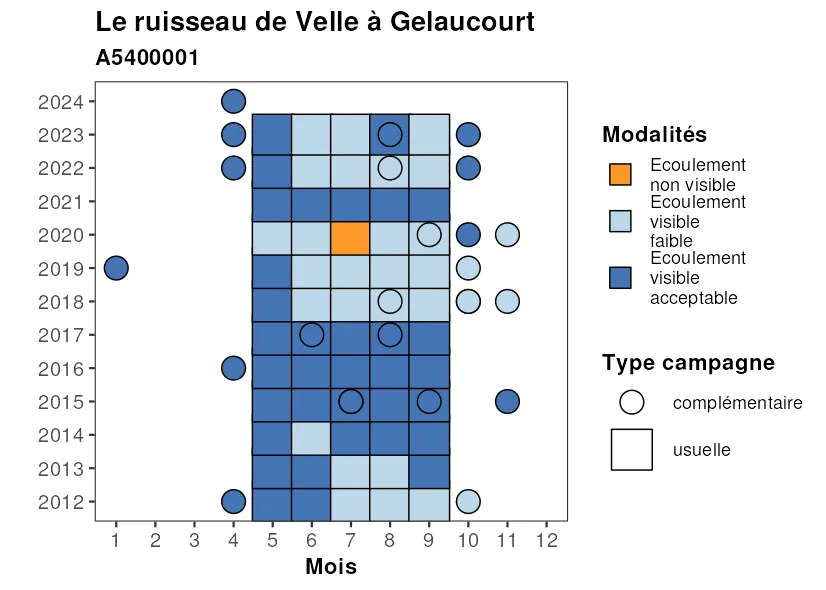 Le ruisseau de Velle à Gelaucourt
A5400001
2024
2023
2022
2021
2020
2019
2018
2017
2016
2015
2014
2013
2012
1 2 3 4 5 6 7 8 9 10 11 12
Mois
Modalités
Ecoulement
non visible
Ecoulement
visible
faible
Ecoulement
visible
acceptable
Type campagne
complémentaire
usuelle